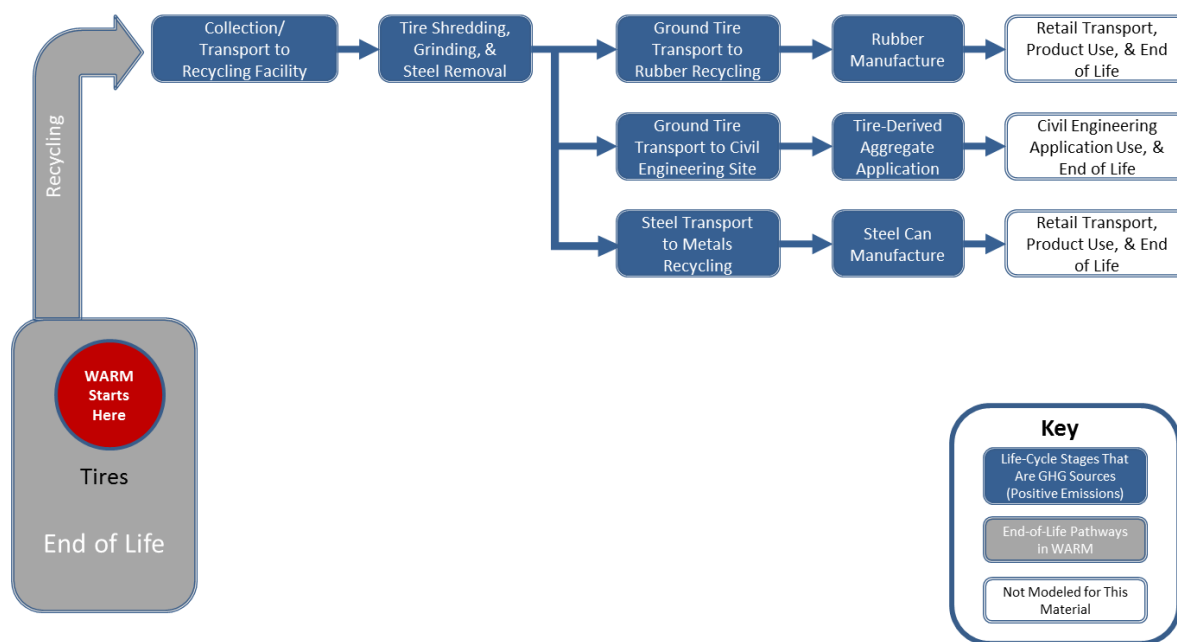 Collection/
Transport to
Recycling Facility
Tire Shredding,
Grinding, &
Steel Removal
Ground Tire
Transport to
Rubber Recycling
Rubber
Manufacture
Retail Transport,
Product Use, & End
of Life
Ground Tire
Transport to Civil
Engineering Site
Tire-Derived
Aggregate
Application
Civil Engineering
Application Use, &
End of Life
Steel Transport
to Metals
Recycling
Steel Can
Manufacture
Retail Transport,
Product Use, & End
of Life
Recycling
WARM
Starts
Here
Tires
End of Life
Key
Life-Cycle Stages That
Are GHG Sources
(Positive Emissions)
End-of-Life Pathways
in WARM
Not Modeled for This
Material